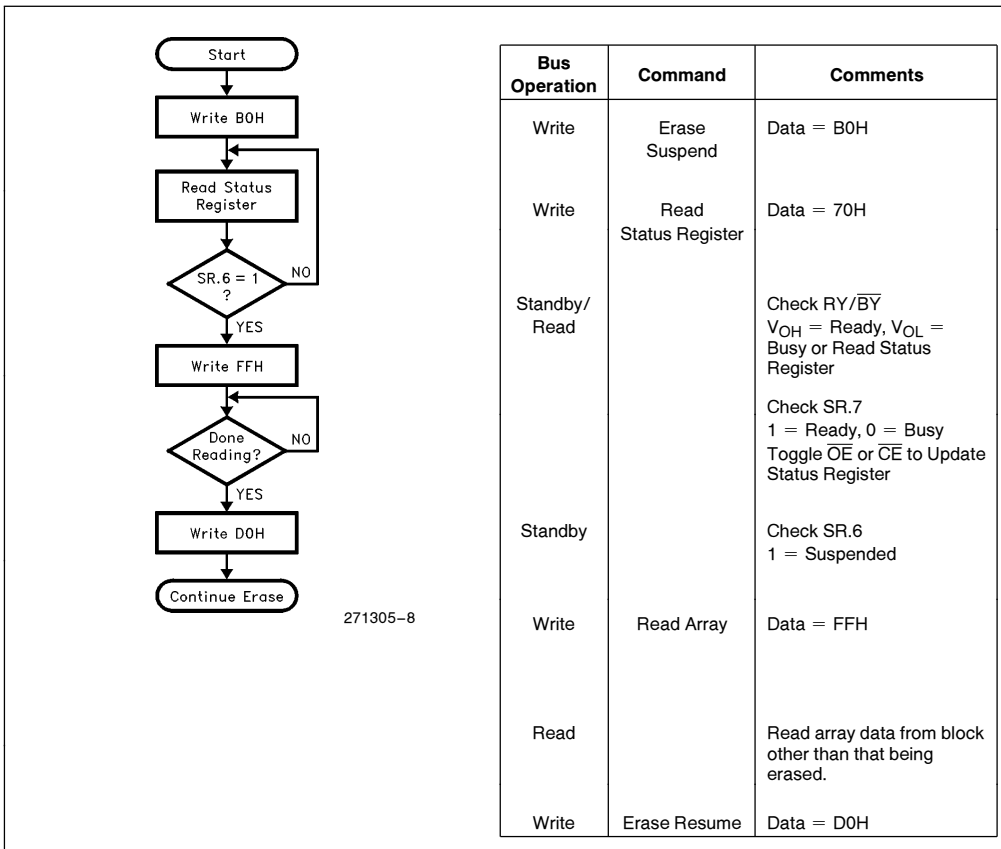 Start
Write B0H
Read Status
Register
SR.6 = 1
?
NO
YES
Write FFH
Done
Reading?
NO
YES
Write D0H
Continue Erase
271305–8
Bus
Operation
Command
Comments
Write
Erase
Suspend
Data = B0H
Write
Read
Status Register
Data = 70H
Standby/
Read
Check RY/B̅Y̅
VOH = Ready, VOL =
Busy or Read Status
Register
Check SR.7
1 = Ready, 0 = Busy
Toggle O̅E̅ or C̅E̅ to Update
Status Register
Standby
Check SR.6
1 = Suspended
Write
Read Array
Data = FFH
Read
Read array data from block
other than that being
erased.
Write
Erase Resume
Data = D0H